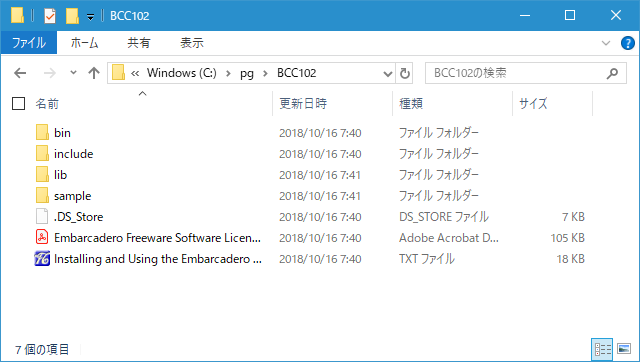 BCC102
ファイル ホーム 共有 表示
Windows (C:) pg BCC102 BCC102の検索
名前 更新日時 種類 サイズ
bin 2018/10/16 7:40 ファイル フォルダー
include 2018/10/16 7:40 ファイル フォルダー
lib 2018/10/16 7:41 ファイル フォルダー
sample 2018/10/16 7:41 ファイル フォルダー
.DS_Store 2018/10/16 7:40 DS_STORE ファイル 7 KB
Embarcadero Freeware Software Licen... 2018/10/16 7:40 Adobe Acrobat D... 105 KB
Installing and Using the Embarcadero ... 2018/10/16 7:40 TXT ファイル 18 KB
7 個の項目